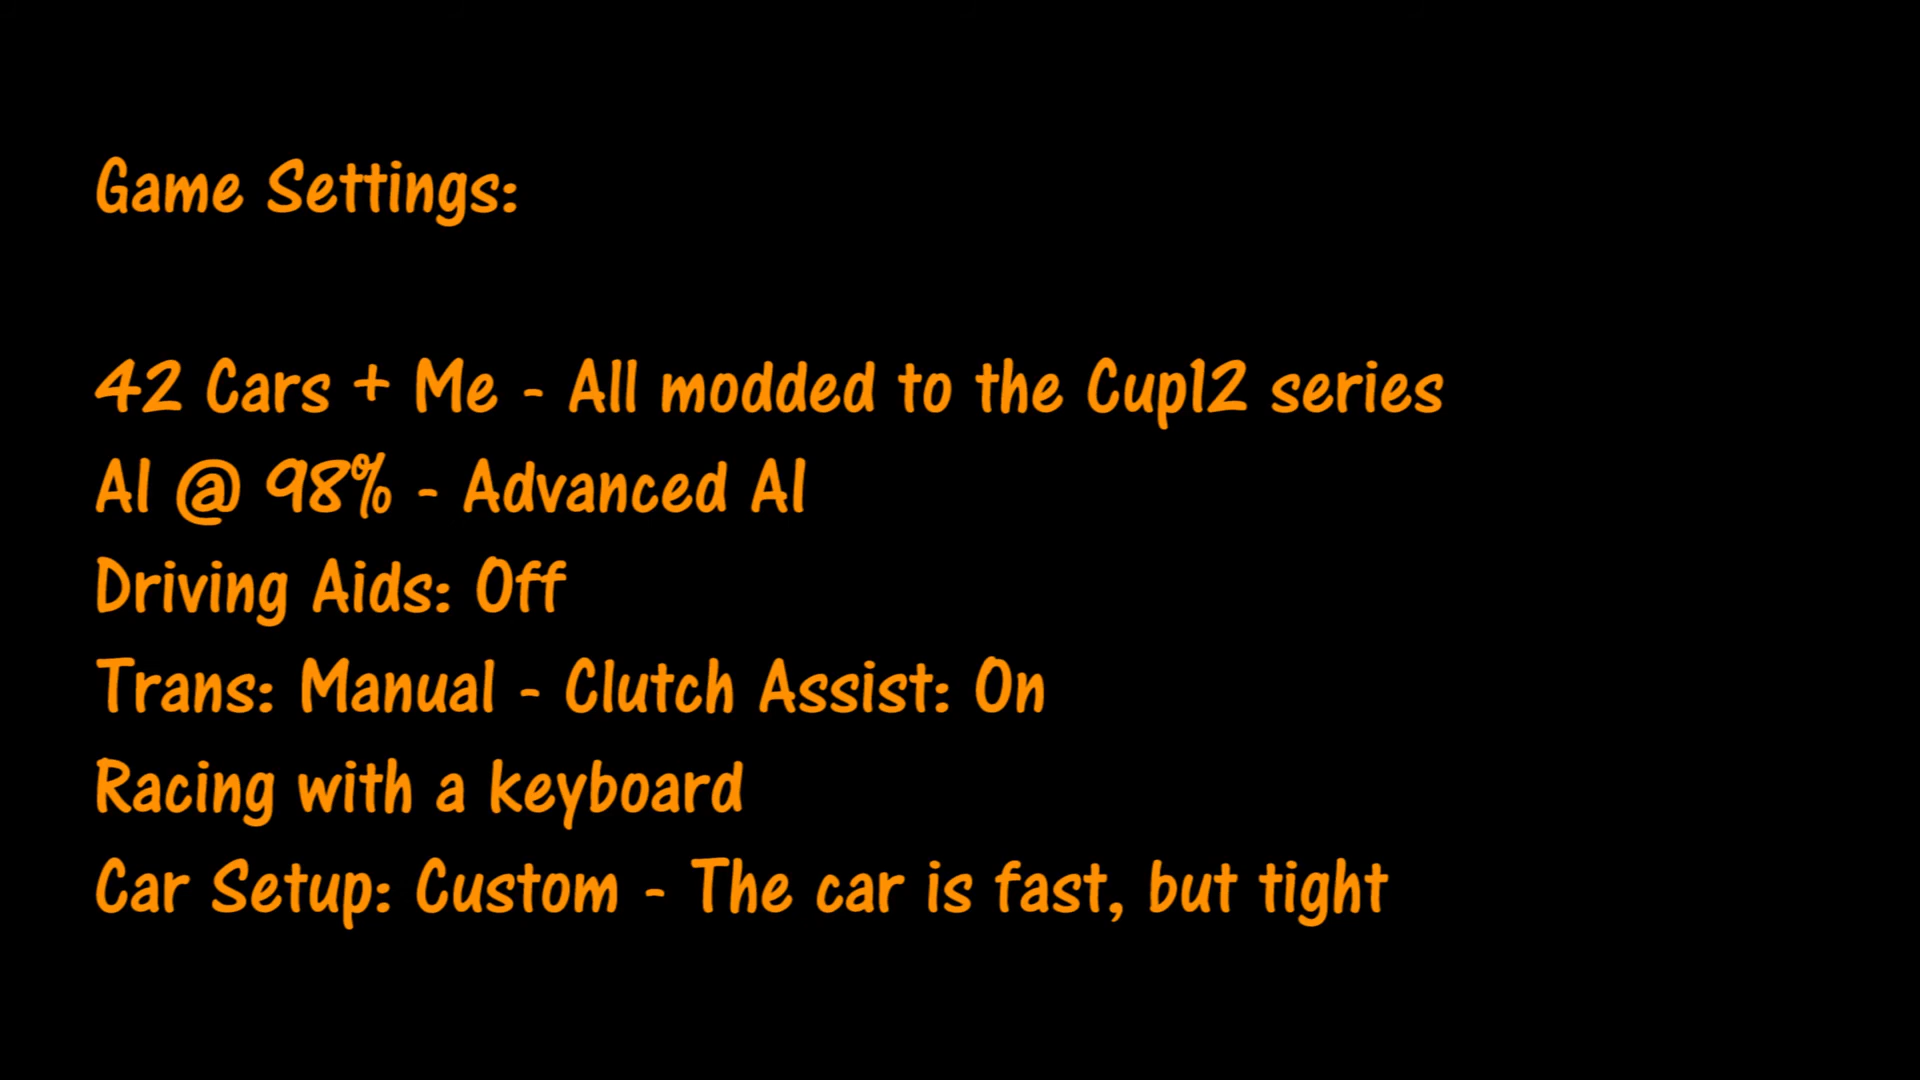 Game Settings:
42 Cars + Me - All modded to the Cup12 series
AI @ 98% - Advanced AI
Driving Aids: Off
Trans: Manual - Clutch Assist: On
Racing with a keyboard
Car Setup: Custom - The car is fast, but tight